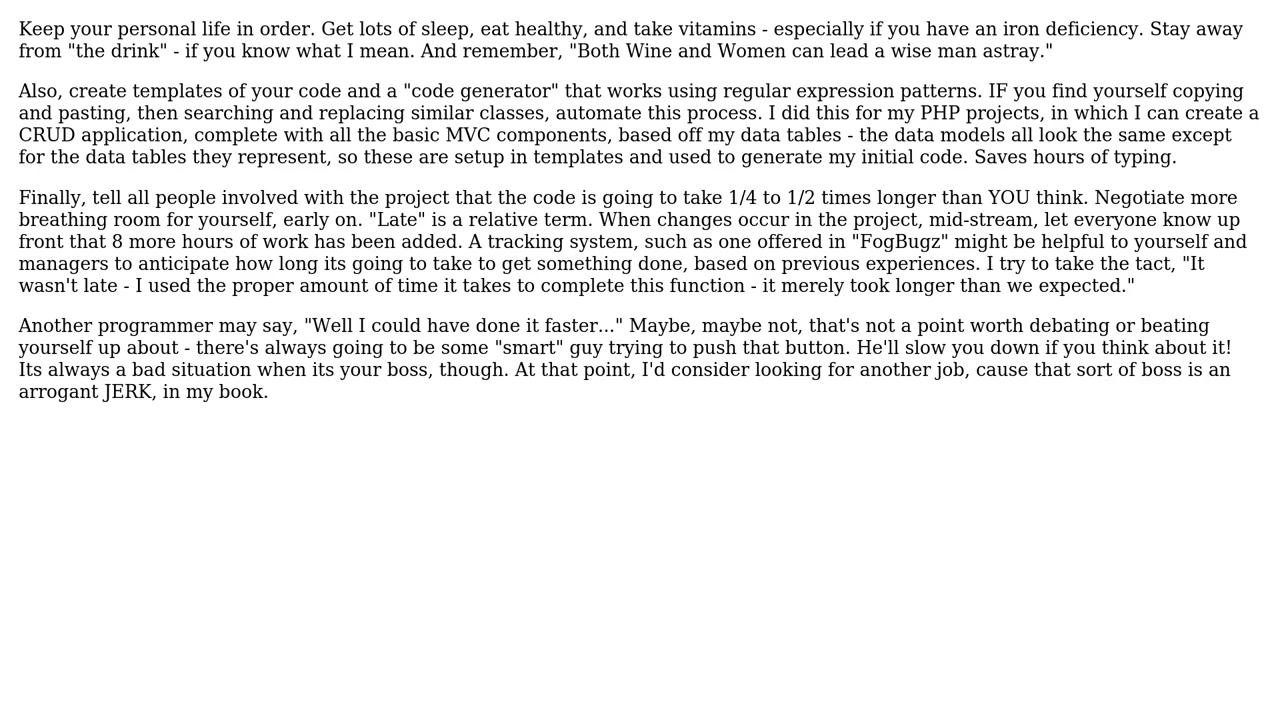 Keep your personal life in order. Get lots of sleep, eat healthy, and take vitamins - especially if you have an iron deficiency. Stay away
from "the drink" - if you know what I mean. And remember, "Both Wine and Women can lead a wise man astray."
Also, create templates of your code and a "code generator" that works using regular expression patterns. IF you find yourself copying
and pasting, then searching and replacing similar classes, automate this process. I did this for my PHP projects, in which I can create a
CRUD application, complete with all the basic MVC components, based off my data tables - the data models all look the same except
for the data tables they represent, so these are setup in templates and used to generate my initial code. Saves hours of typing.
Finally, tell all people involved with the project that the code is going to take 1/4 to 1/2 times longer than YOU think. Negotiate more
breathing room for yourself, early on. "Late" is a relative term. When changes occur in the project, mid-stream, let everyone know up
front that 8 more hours of work has been added. A tracking system, such as one offered in "FogBugz" might be helpful to yourself and
managers to anticipate how long its going to take to get something done, based on previous experiences. I try to take the tact, "It
wasn't late - I used the proper amount of time it takes to complete this function - it merely took longer than we expected."
Another programmer may say, "Well I could have done it faster..." Maybe, maybe not, that's not a point worth debating or beating
yourself up about - there's always going to be some "smart" guy trying to push that button. He'll slow you down if you think about it!
Its always a bad situation when its your boss, though. At that point, I'd consider looking for another job, cause that sort of boss is an
arrogant JERK, in my book.